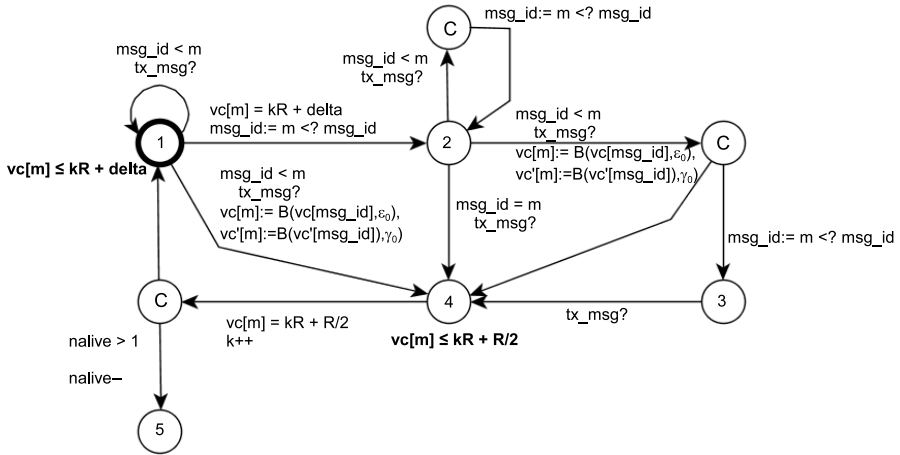 C
msg_id:= m <? msg_id
msg_id < m
tx_msg?
msg_id < m
tx_msg?
vc[m] = kR + delta
msg_id:= m <? msg_id
msg_id < m
tx_msg?
1
2
C
vc[m]:= B(vc[msg_id],ε₀),
vc'[m]:=B(vc'[msg_id]),γ₀)
vc[m] ≤ kR + delta
msg_id < m
tx_msg?
vc[m]:= B(vc[msg_id],ε₀),
vc'[m]:=B(vc'[msg_id]),γ₀)
msg_id = m
tx_msg?
msg_id:= m <? msg_id
C
4
3
tx_msg?
vc[m] = kR + R/2
k++
vc[m] ≤ kR + R/2
nalive > 1
nalive–
5